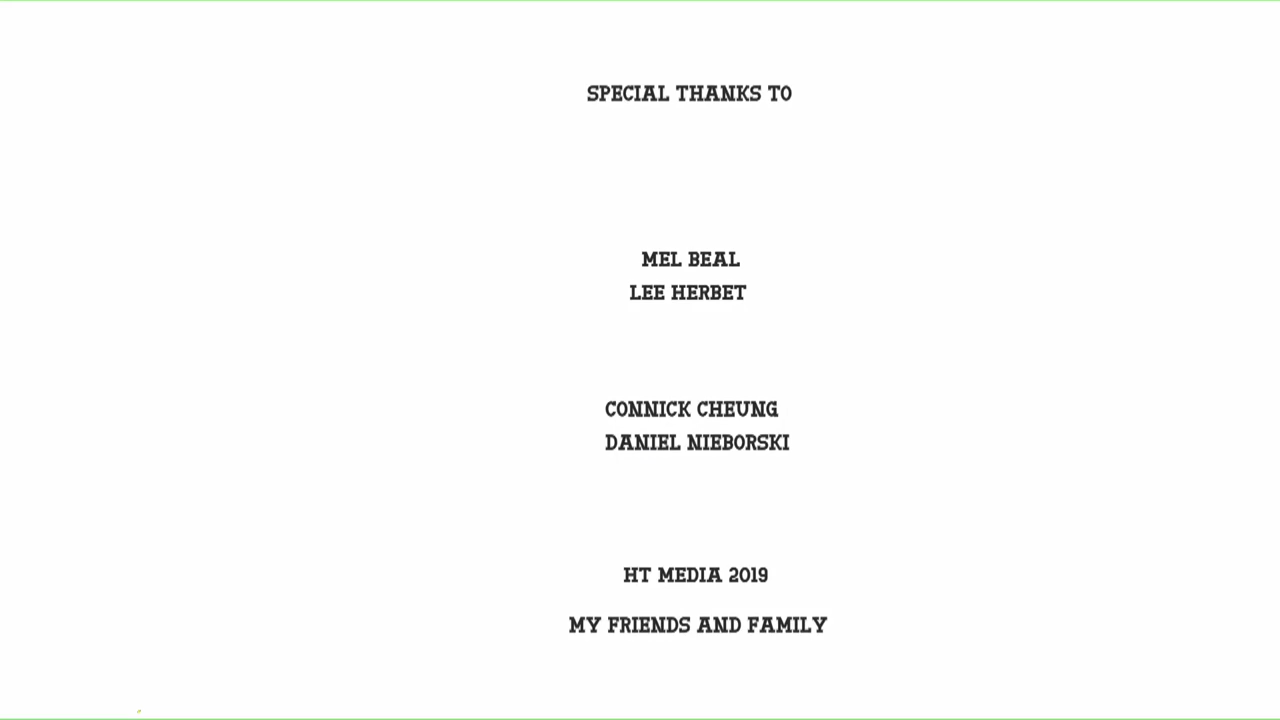 SPECIAL THANKS TO
MEL BEAL
LEE HERBET
CONNICK CHEUNG
DANIEL NIEBORSKI
HT MEDIA 2019
MY FRIENDS AND FAMILY